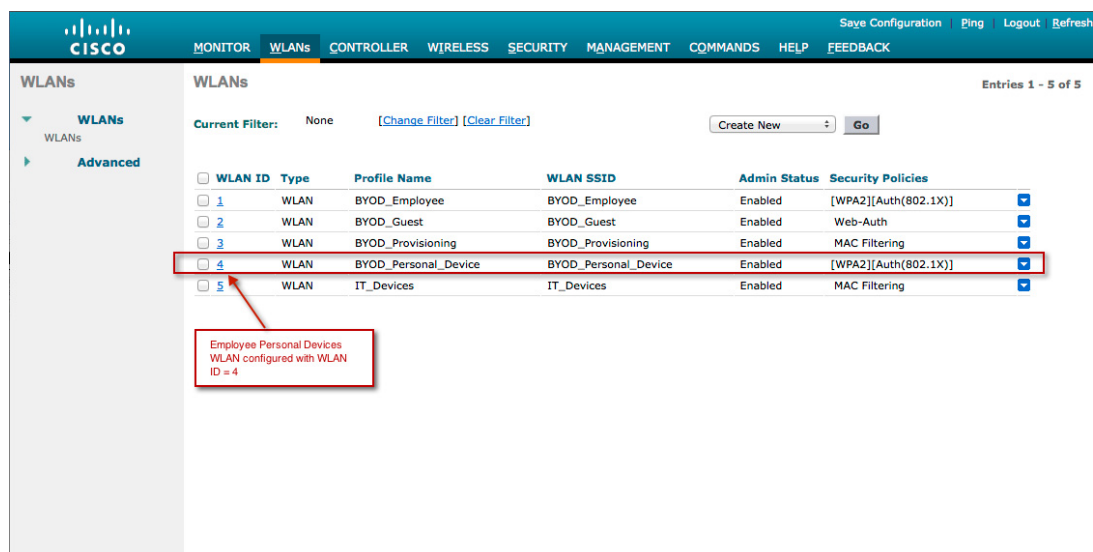 Save Configuration | Ping | Logout | Refresh
CISCO
MONITOR WLANs CONTROLLER WIRELESS SECURITY MANAGEMENT COMMANDS HELP FEEDBACK
WLANs
WLANs
WLANs
Advanced
WLANs
Entries 1 - 5 of 5
Current Filter: None [Change Filter] [Clear Filter]
Create New Go
WLAN ID Type Profile Name WLAN SSID Admin Status Security Policies
1 WLAN BYOD_Employee BYOD_Employee Enabled [WPA2][Auth(802.1X)]
2 WLAN BYOD_Guest BYOD_Guest Enabled Web-Auth
3 WLAN BYOD_Provisioning BYOD_Provisioning Enabled MAC Filtering
4 WLAN BYOD_Personal_Device BYOD_Personal_Device Enabled [WPA2][Auth(802.1X)]
5 WLAN IT_Devices IT_Devices Enabled MAC Filtering
Employee Personal Devices
WLAN configured with WLAN
ID = 4